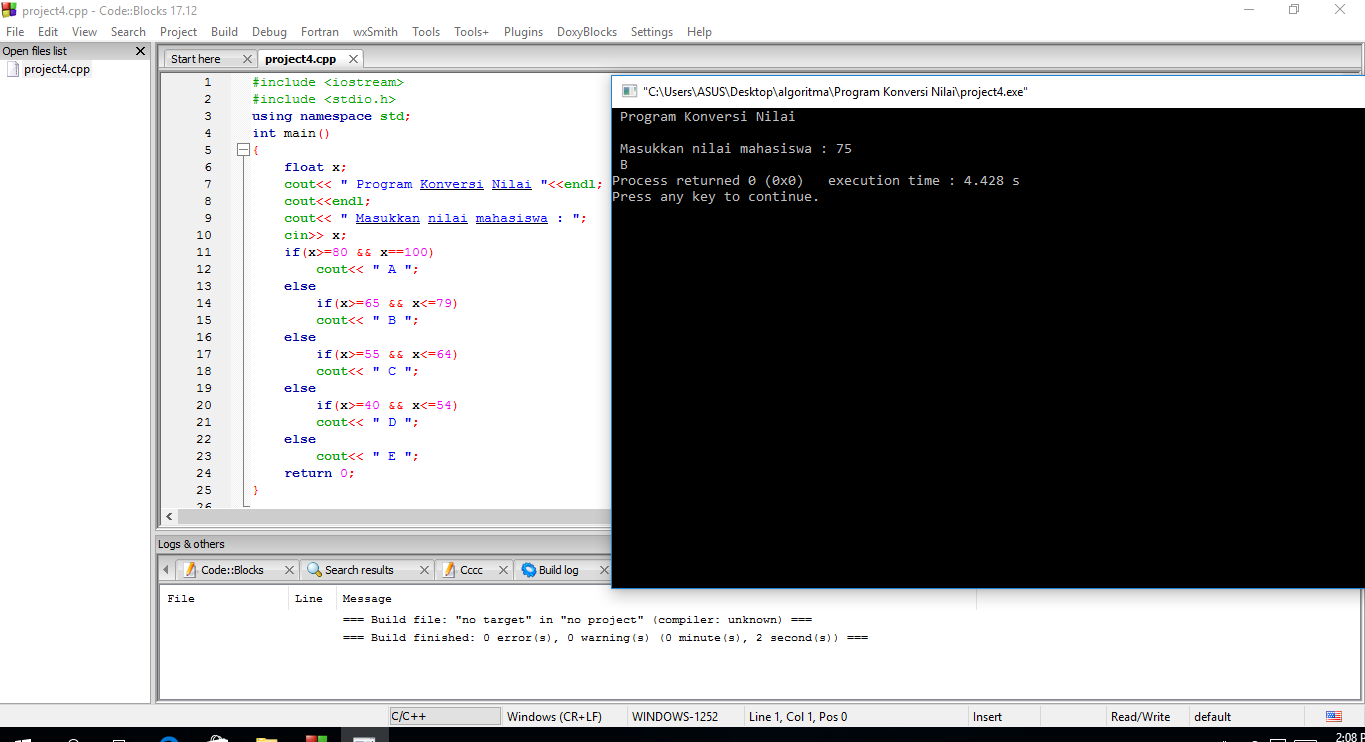 project4.cpp - Code::Blocks 17.12
File Edit View Search Project Build Debug Fortran wxSmith Tools Tools+ Plugins DoxyBlocks Settings Help
Open files list
project4.cpp
Start here project4.cpp
1 #include <iostream>
2 #include <stdio.h>
3 using namespace std;
4 int main()
5 {
6 float x;
7 cout<< " Program Konversi Nilai "<<endl;
8 cout<<endl;
9 cout<< " Masukkan nilai mahasiswa : ";
10 cin>> x;
11 if(x>=80 && x==100)
12 cout<< " A ";
13 else
14 if(x>=65 && x<=79)
15 cout<< " B ";
16 else
17 if(x>=55 && x<=64)
18 cout<< " C ";
19 else
20 if(x>=40 && x<=54)
21 cout<< " D ";
22 else
23 cout<< " E ";
24 return 0;
25 }
26
"C:\Users\ASUS\Desktop\algoritma\Program Konversi Nilai\project4.exe"
Program Konversi Nilai
Masukkan nilai mahasiswa : 75
B
Process returned 0 (0x0) execution time : 4.428 s
Press any key to continue.
Logs & others
Code::Blocks Search results Cccc Build log
File Line Message
=== Build file: "no target" in "no project" (compiler: unknown) ===
=== Build finished: 0 error(s), 0 warning(s) (0 minute(s), 2 second(s)) ===
C/C++ Windows (CR+LF) WINDOWS-1252 Line 1, Col 1, Pos 0 Insert Read/Write default
2:08